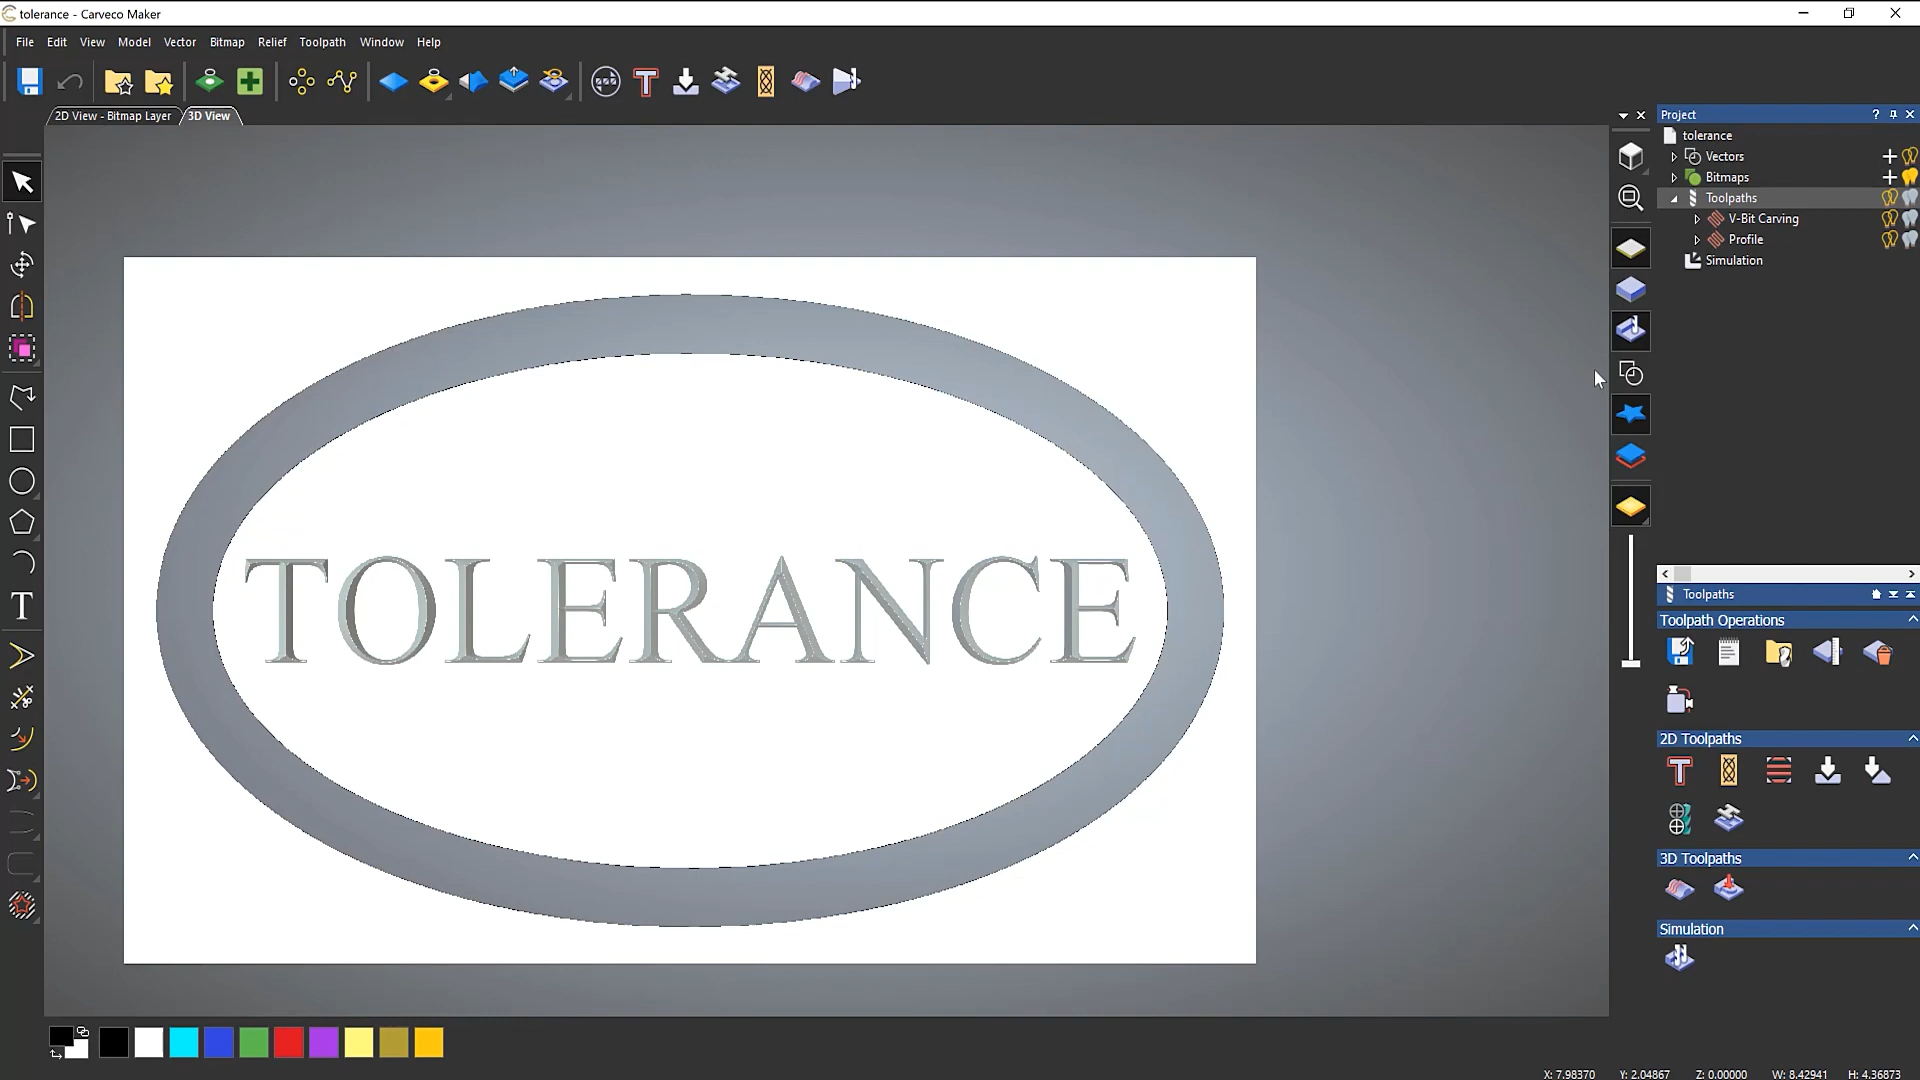 tolerance - Carveco Maker
File Edit View Model Vector Bitmap Relief Toolpath Window Help
2D View - Bitmap Layer 3D View
Project
tolerance
Vectors
Bitmaps
Toolpaths
V-Bit Carving
Profile
Simulation
TOLERANCE
Toolpaths
Toolpath Operations
2D Toolpaths
3D Toolpaths
Simulation
X: 7.98370 Y: 2.04867 Z: 0.00000 W: 8.42941 H: 4.36873